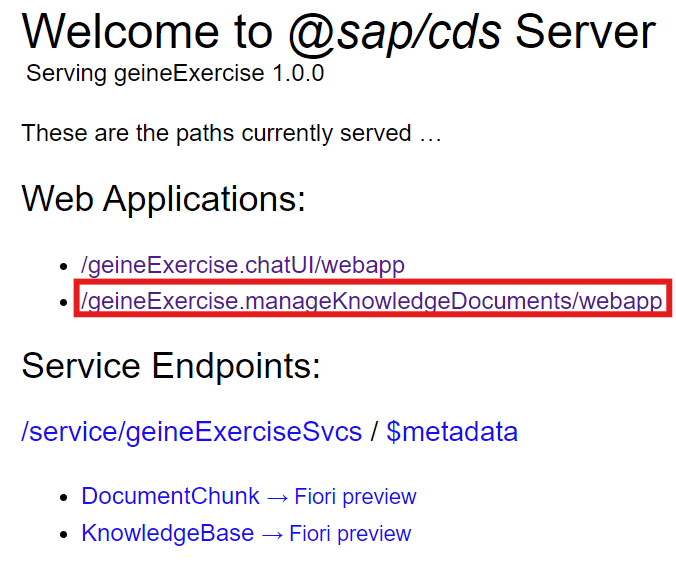 Welcome to @sap/cds Server
Serving geineExercise 1.0.0
These are the paths currently served …
Web Applications:
• /geineExercise.chatUI/webapp
• /geineExercise.manageKnowledgeDocuments/webapp
Service Endpoints:
/service/geineExerciseSvcs / $metadata
• DocumentChunk → Fiori preview
• KnowledgeBase → Fiori preview